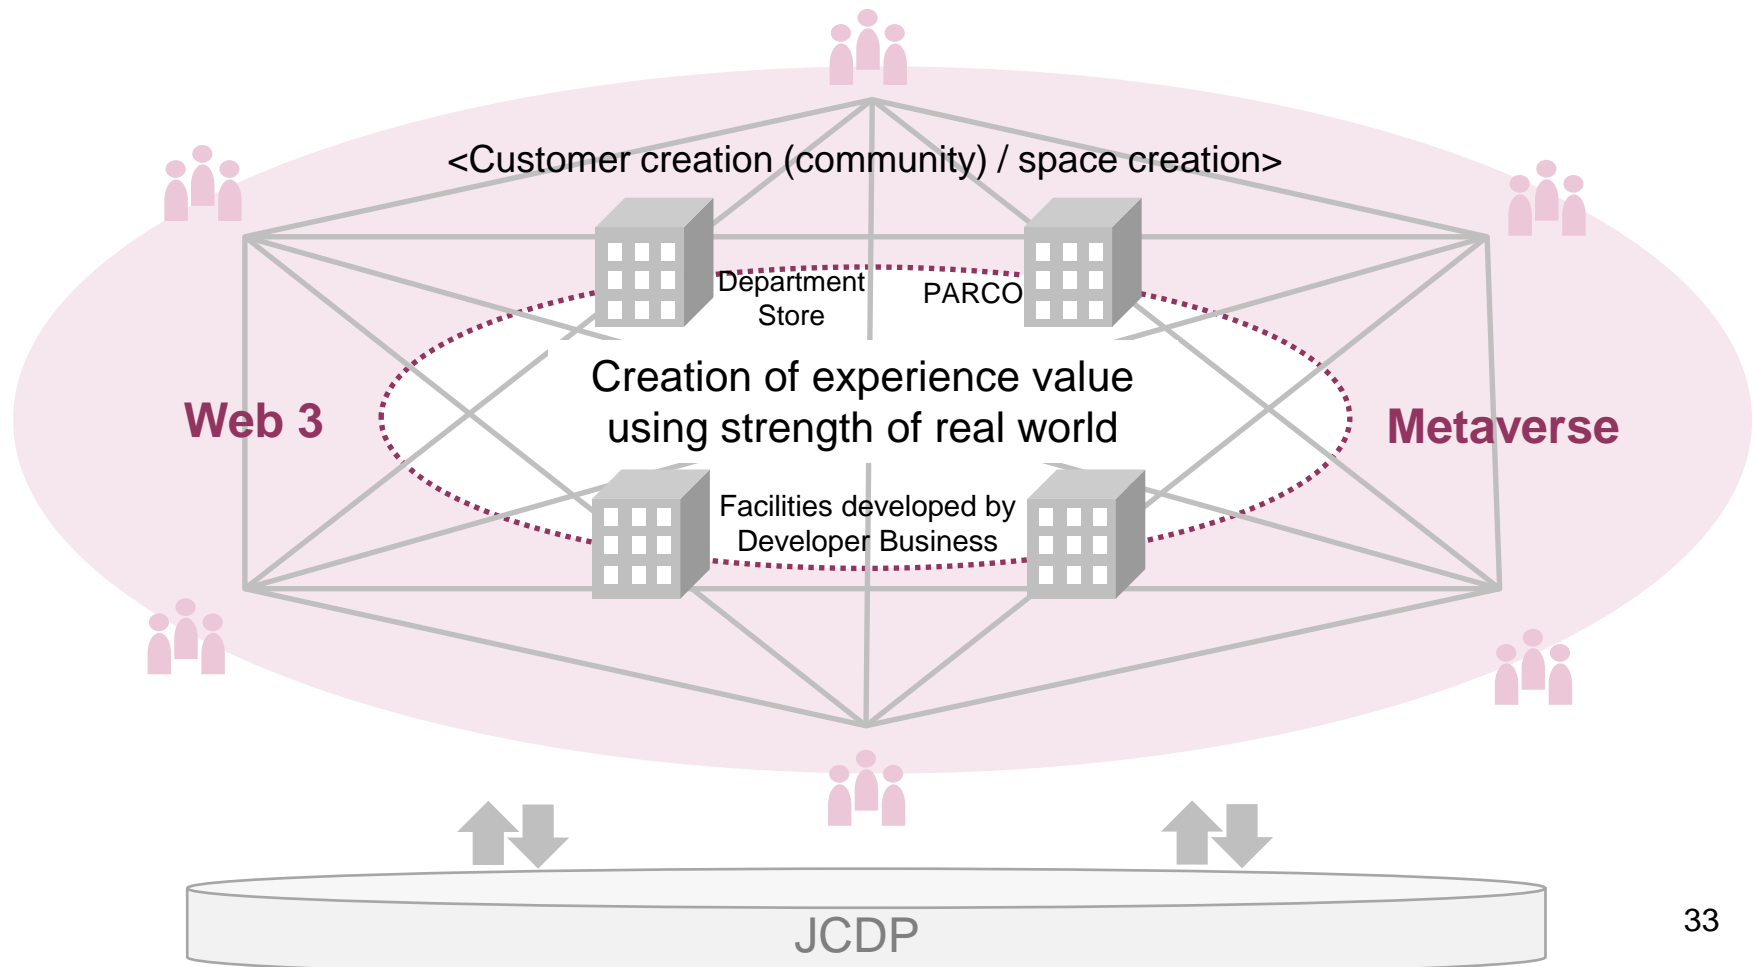 <Customer creation (community) / space creation>
Department
Store
PARCO
Creation of experience value
using strength of real world
Web 3
Metaverse
Facilities developed by
Developer Business
JCDP
33